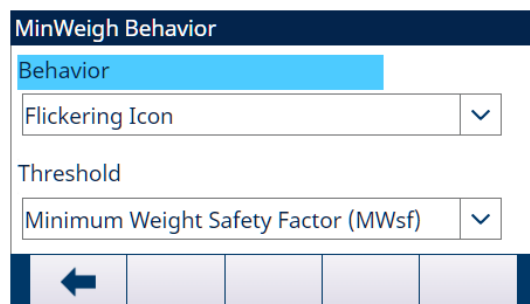 MinWeigh Behavior
Behavior
Flickering Icon
Threshold
Minimum Weight Safety Factor (MWsf)